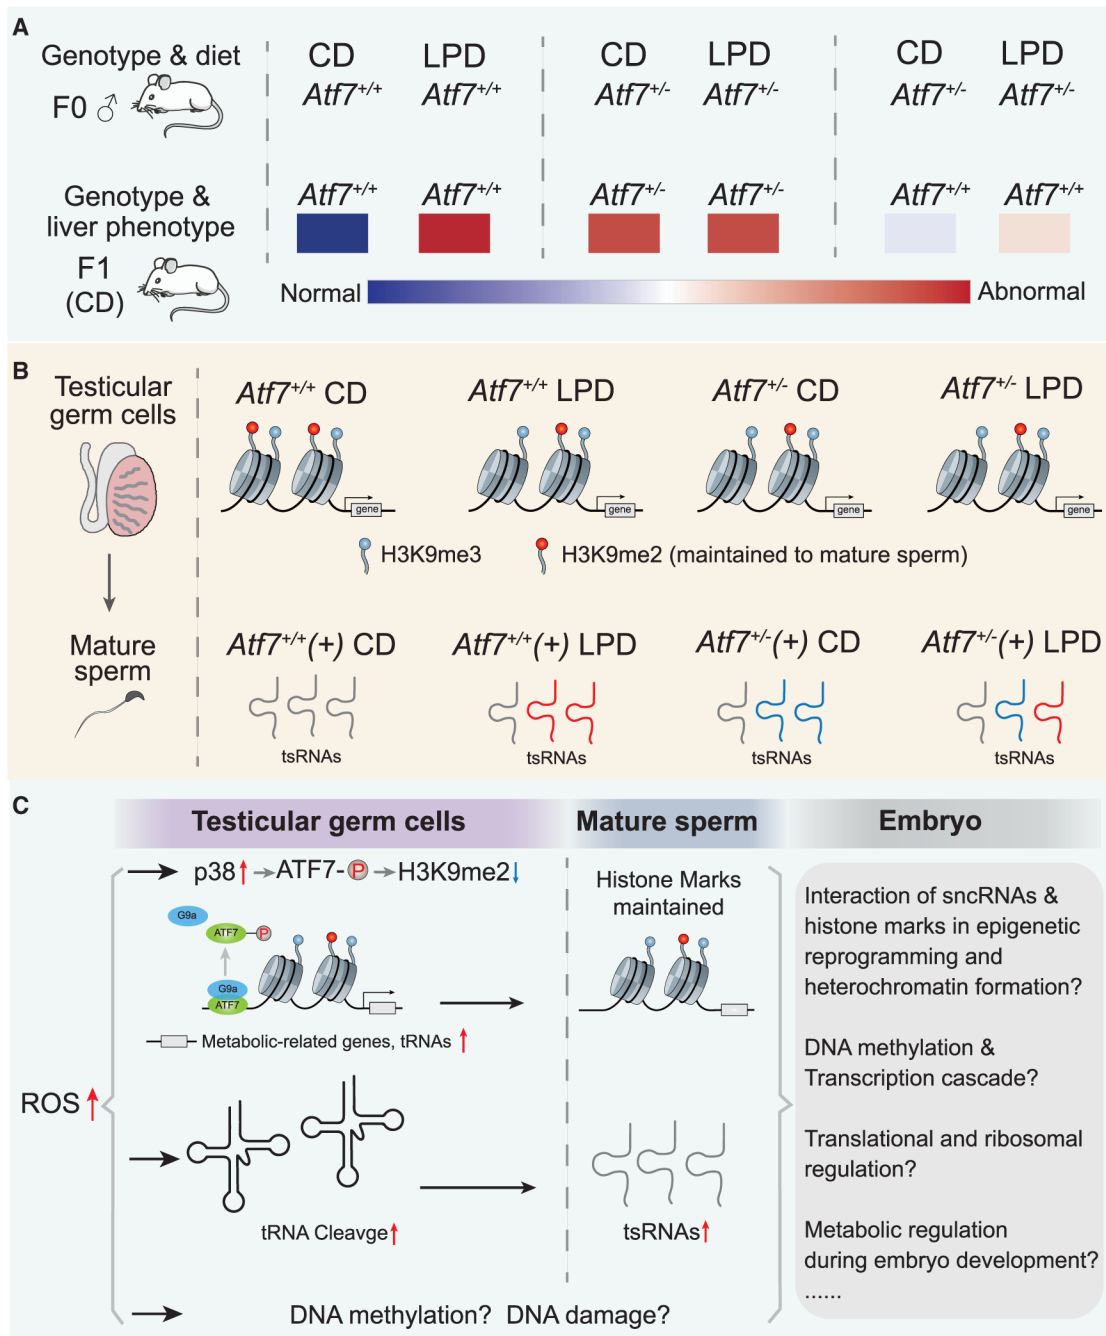 A
Genotype & diet
F0 ♂
CD
LPD
CD
LPD
CD
LPD
Atf7+/+
Atf7+/+
Atf7+/-
Atf7+/-
Atf7+/-
Atf7+/-
Genotype &
liver phenotype
F1
(CD)
Atf7+/+
Atf7+/+
Atf7+/-
Atf7+/-
Atf7+/+
Atf7+/+
Normal
Abnormal
B
Testicular
germ cells
Atf7+/+ CD
Atf7+/+ LPD
Atf7+/- CD
Atf7+/- LPD
gene
gene
gene
gene
H3K9me3
H3K9me2 (maintained to mature sperm)
Mature
sperm
Atf7+/+(+) CD
Atf7+/+(+) LPD
Atf7+/-(+) CD
Atf7+/-(+) LPD
tsRNAs
tsRNAs
tsRNAs
tsRNAs
C
Testicular germ cells
Mature sperm
Embryo
ROS↑
p38↑→ATF7-P→H3K9me2↓
G9a
ATF7
P
G9a
ATF7
Metabolic-related genes, tRNAs ↑
tRNA Cleavge↑
DNA methylation? DNA damage?
Histone Marks
maintained
tsRNAs↑
Interaction of sncRNAs &
histone marks in epigenetic
reprogramming and
heterochromatin formation?
DNA methylation &
Transcription cascade?
Translational and ribosomal
regulation?
Metabolic regulation
during embryo development?
......